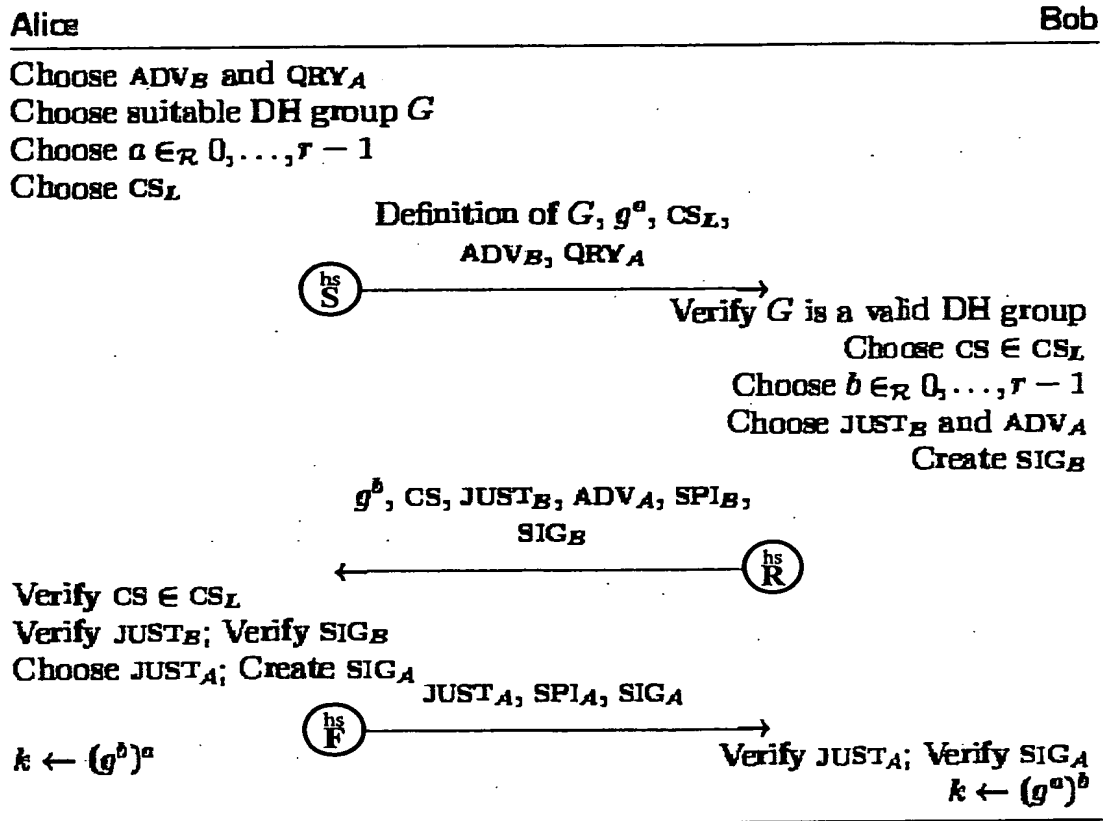 Alice Bob
Choose ADV_B and QRY_A
Choose suitable DH group G
Choose a ∈_R 0,…,r − 1
Choose CS_L
Definition of G, g^a, CS_L,
ADV_B, QRY_A
hs
S
Verify G is a valid DH group
Choose CS ∈ CS_L
Choose b ∈_R 0,…,r − 1
Choose JUST_B and ADV_A
Create SIG_B
g^b, CS, JUST_B, ADV_A, SPI_B,
SIG_B
hs
R
Verify CS ∈ CS_L
Verify JUST_B; Verify SIG_B
Choose JUST_A; Create SIG_A
JUST_A, SPI_A, SIG_A
hs
F
Verify JUST_A; Verify SIG_A
k ← (g^b)^a
k ← (g^a)^b